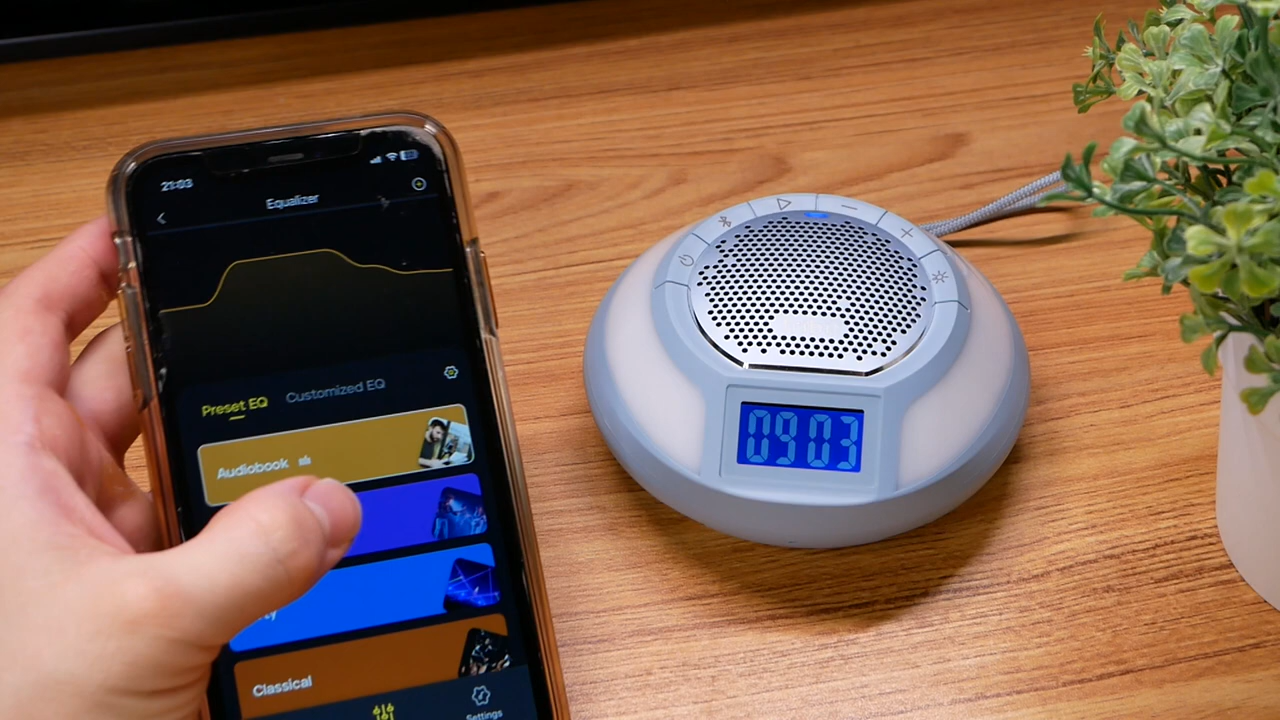 21:03
Equalizer
Preset EQ
Customized EQ
Audiobook
Classical
Settings
0903